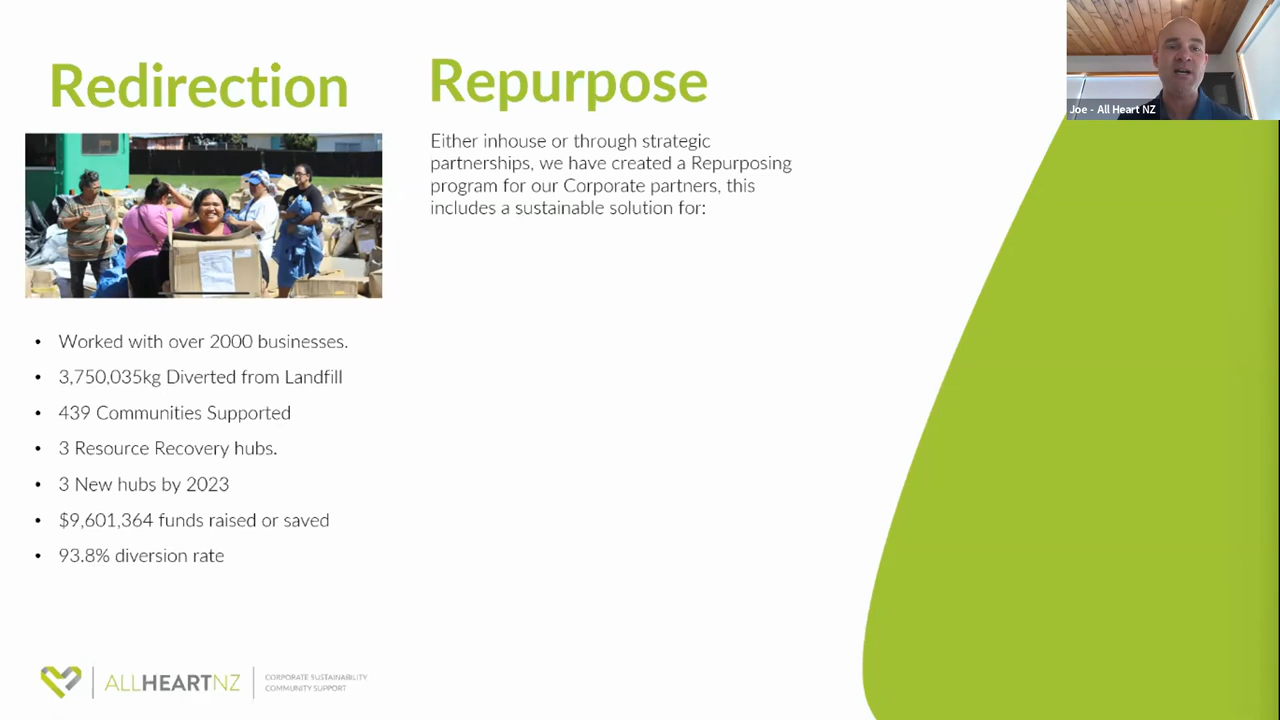 Redirection
• Worked with over 2000 businesses.
• 3,750,035kg Diverted from Landfill
• 439 Communities Supported
• 3 Resource Recovery hubs.
• 3 New hubs by 2023
• $9,601,364 funds raised or saved
• 93.8% diversion rate
Repurpose
Either inhouse or through strategic
partnerships, we have created a Repurposing
program for our Corporate partners, this
includes a sustainable solution for:
Joe - All Heart NZ
ALLHEARTNZ
CORPORATE SUSTAINABILITY
COMMUNITY SUPPORT